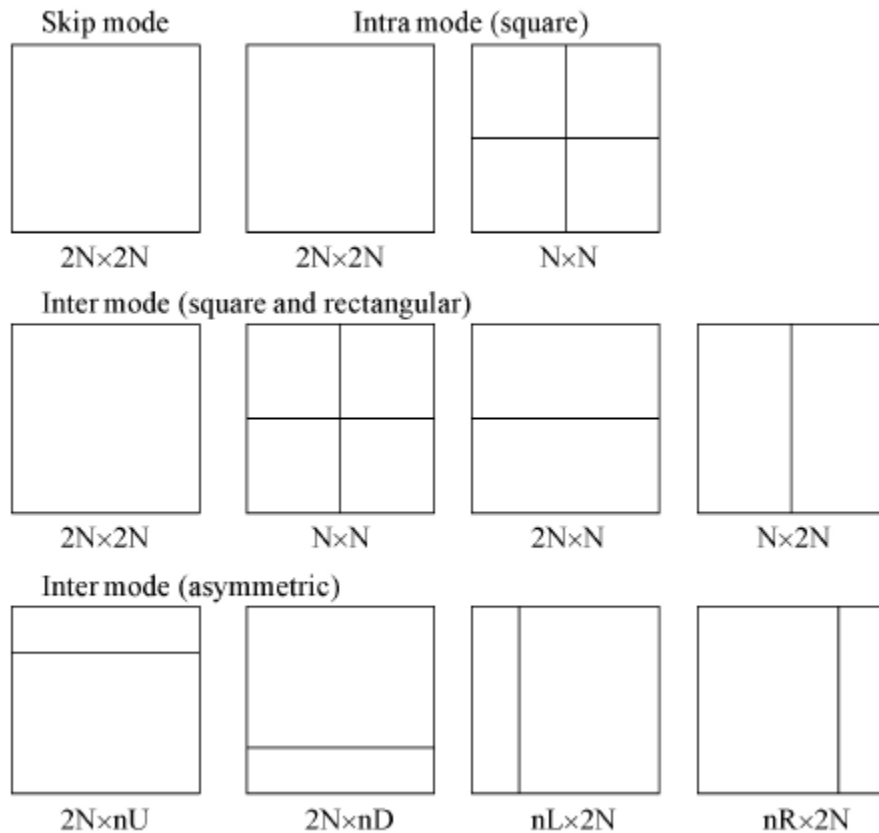 Skip mode
Intra mode (square)
2N×2N
2N×2N
N×N
Inter mode (square and rectangular)
2N×2N
N×N
2N×N
N×2N
Inter mode (asymmetric)
2N×nU
2N×nD
nL×2N
nR×2N